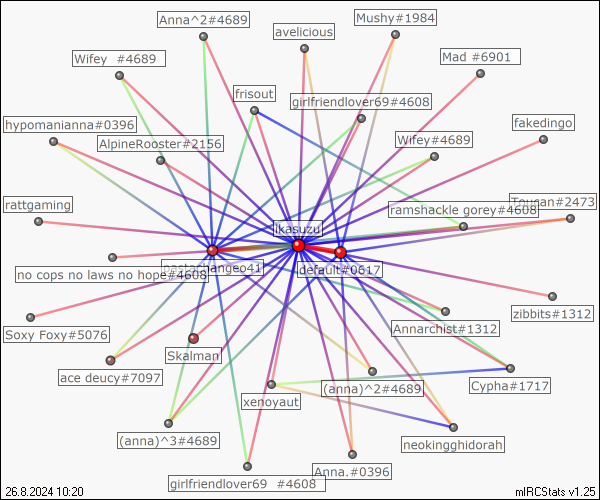 Anna^2#4689
avelicious
Mushy#1984
Wifey #4689
Mad #6901
frisout
girlfriendlover69#4608
hypomanianna#0396
AlpineRooster#2156
Wifey#4689
fakedingo
rattgaming
ramshackle gorey#4608
Tousan#2473
ikasuzu
default#0617
no cops no laws no hope#4608
zibbits#1312
Annarchist#1312
Soxy Foxy#5076
Skalman
ace deucy#7097
(anna)^2#4689
Cypha#1717
xenoyaut
(anna)^3#4689
neokingghidorah
Anna.#0396
girlfriendlover69 #4608
26.8.2024 10:20
mIRCStats v1.25